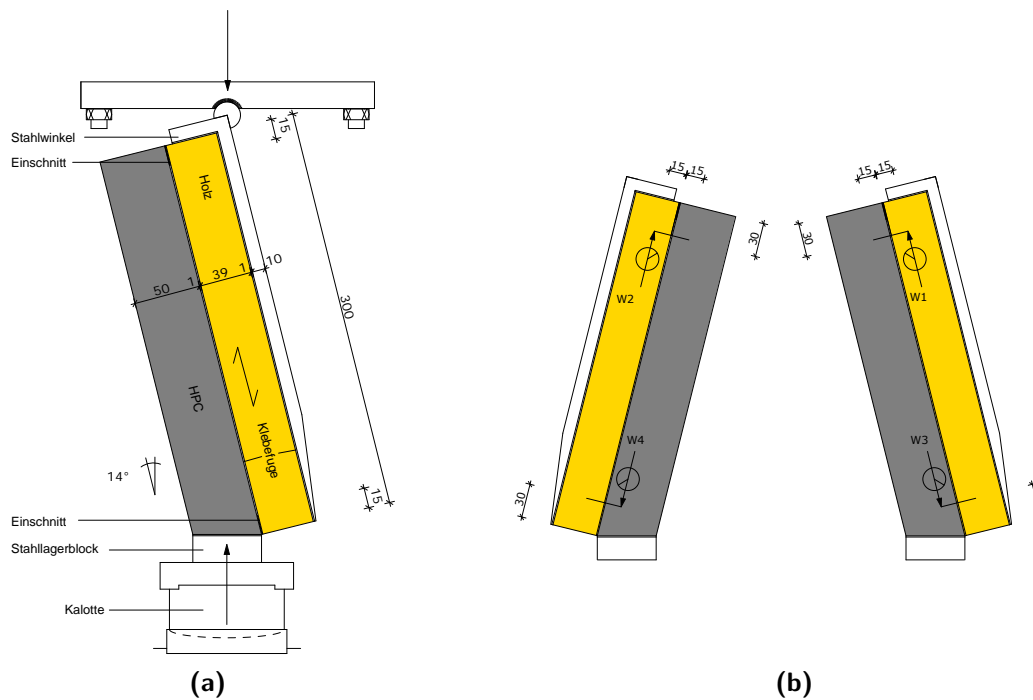 Stahlwinkel
Einschnitt
15
Holz
50
1
39
1
10
300
HPC
Klebefuge
14°
15
Einschnitt
Stahllagerblock
Kalotte
(a)
15
15
30
W2
W4
30
15
15
30
W1
W3
(b)